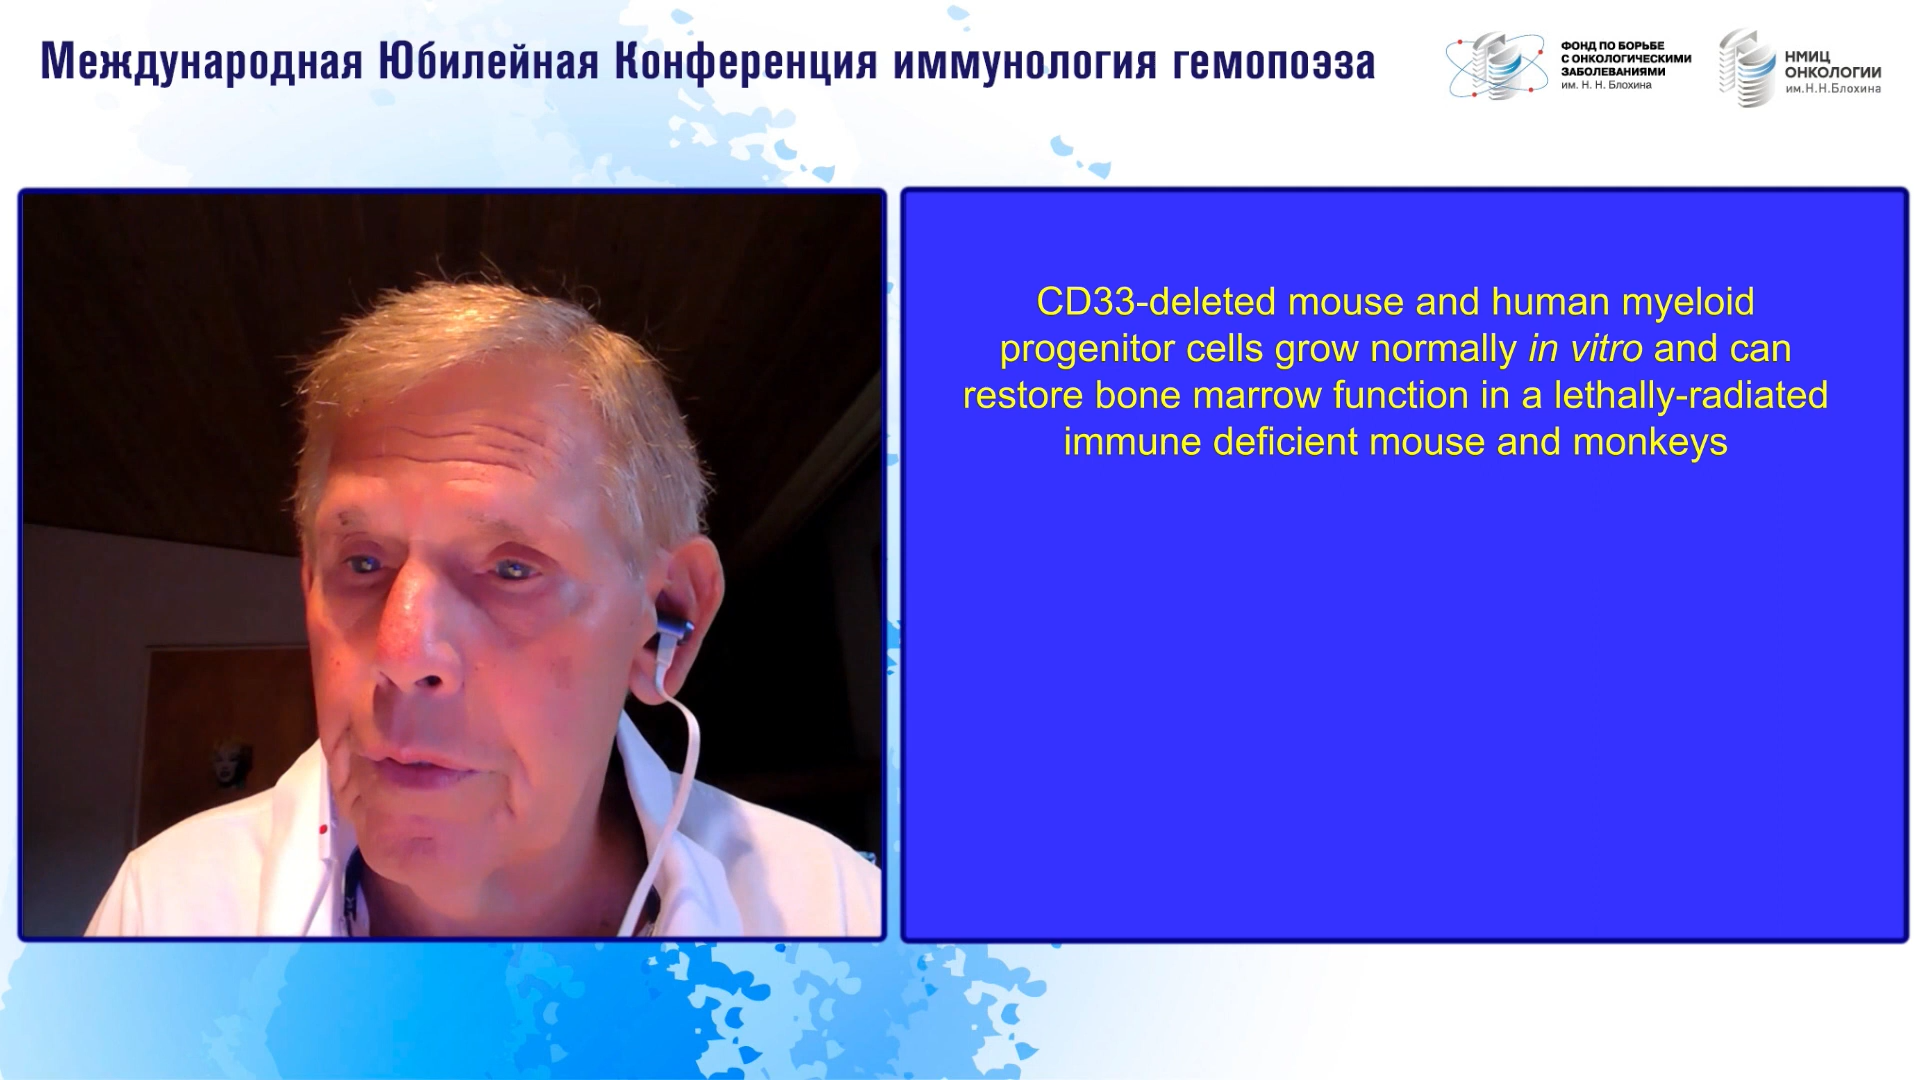 Международная Юбилейная Конференция иммунология гемопоэза
ФОНД ПО БОРЬБЕ
С ОНКОЛОГИЧЕСКИМИ
ЗАБОЛЕВАНИЯМИ
им. Н. Н. Блохина
НМИЦ
ОНКОЛОГИИ
им.Н.Н.Блохина
CD33-deleted mouse and human myeloid
progenitor cells grow normally in vitro and can
restore bone marrow function in a lethally-radiated
immune deficient mouse and monkeys